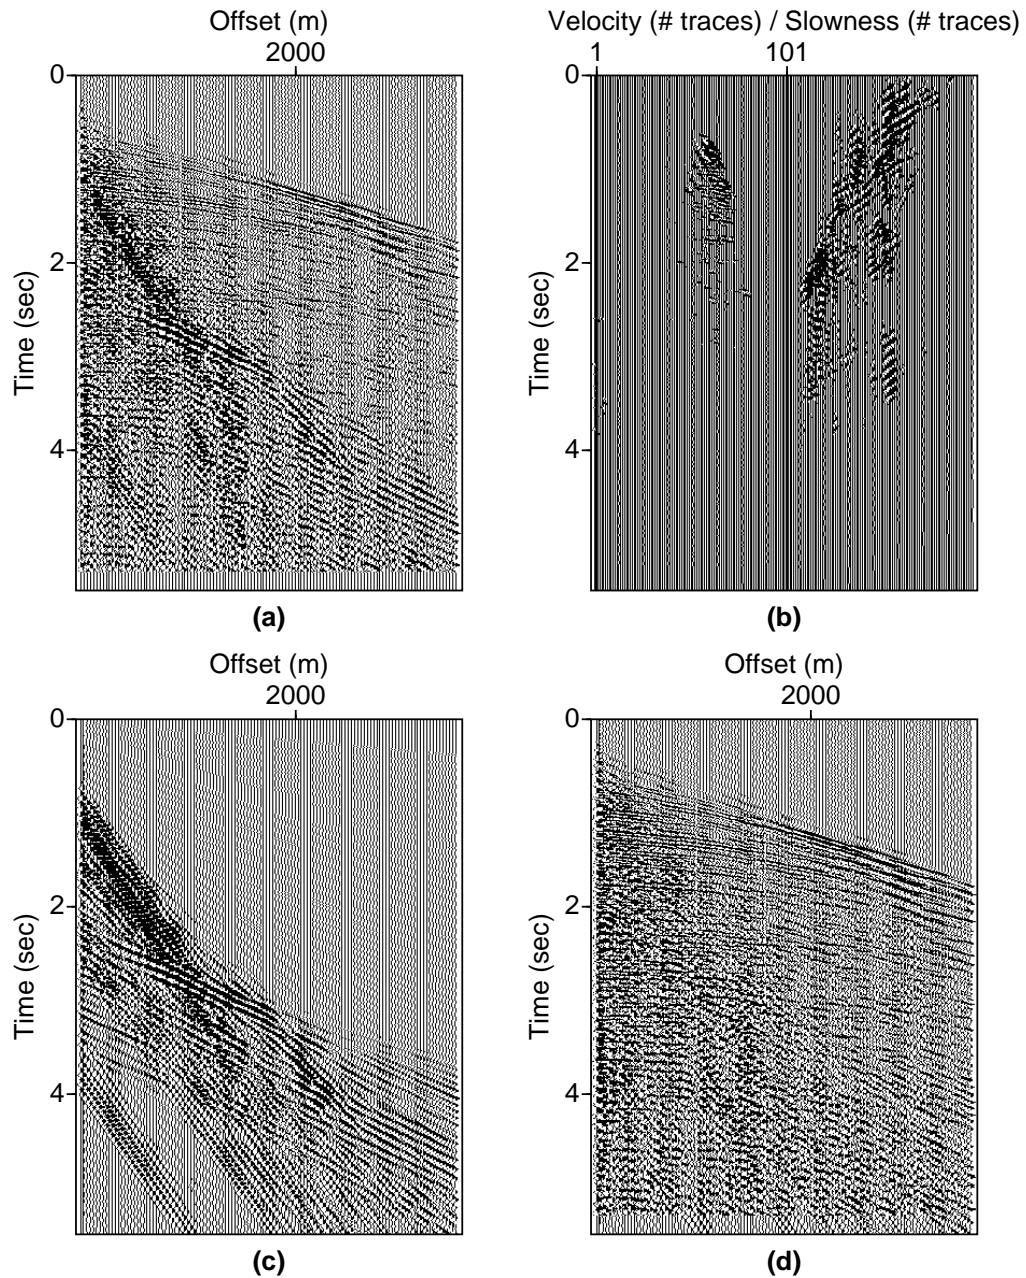 Offset (m)
2000
0
2
4
Time (sec)
(a)
Velocity (# traces) / Slowness (# traces)
1 101
0
2
4
Time (sec)
(b)
Offset (m)
2000
0
2
4
Time (sec)
(c)
Offset (m)
2000
0
2
4
Time (sec)
(d)